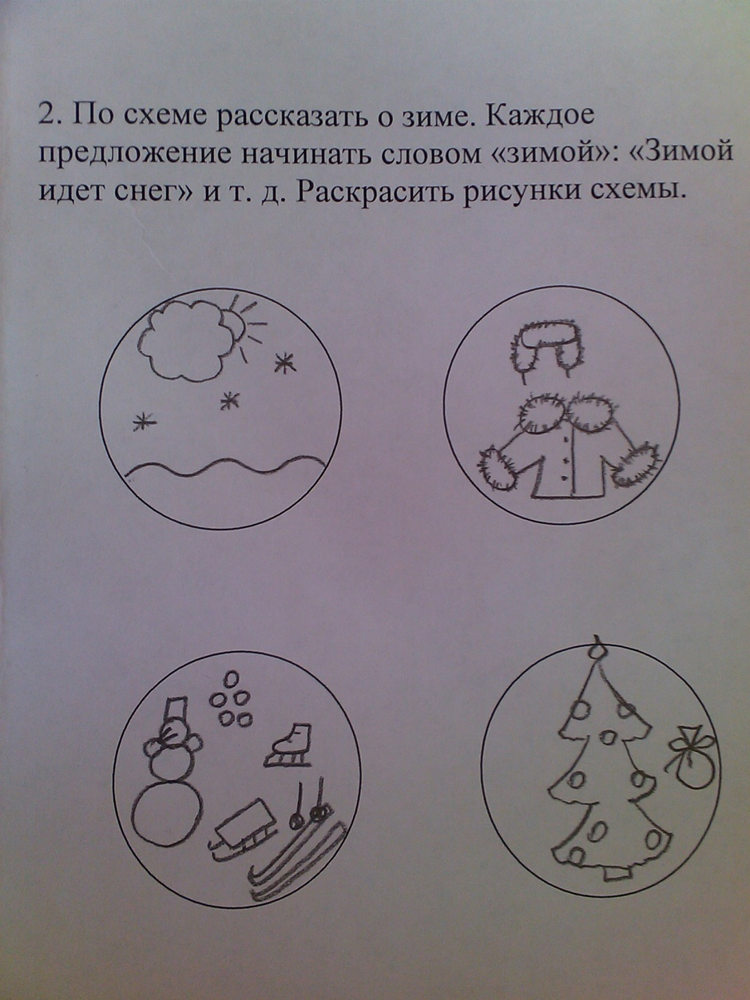 2. По схеме рассказать о зиме. Каждое
предложение начинать словом «зимой»: «Зимой
идет снег» и т. д. Раскрасить рисунки схемы.